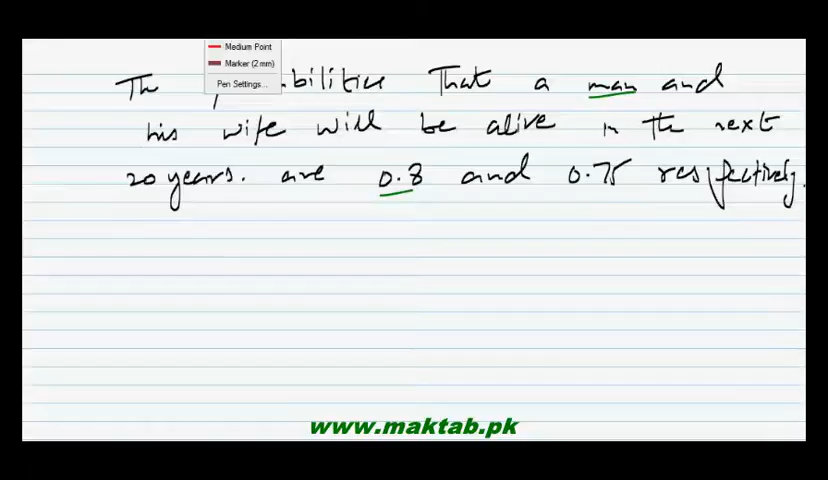 Medium Point
Marker (2 mm)
Pen Settings...
Th bilities That a man and
his wife will be alive in the next
20 years. are 0.8 and 0.75 respectively.
www.maktab.pk